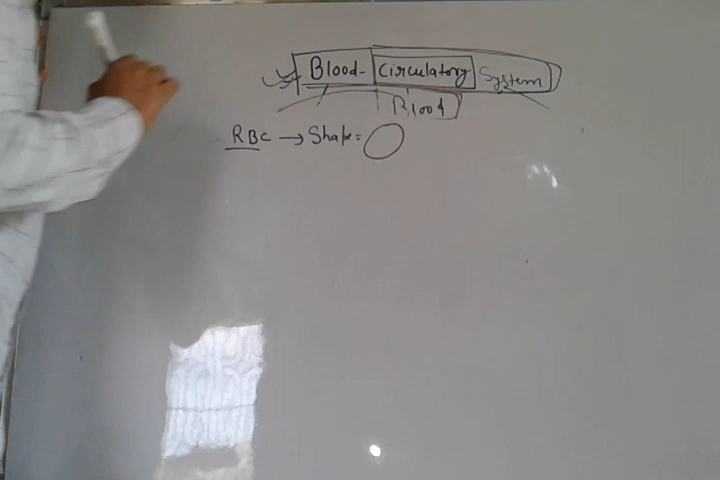 Blood- Circulatory System
Blood
RBC → Shape =